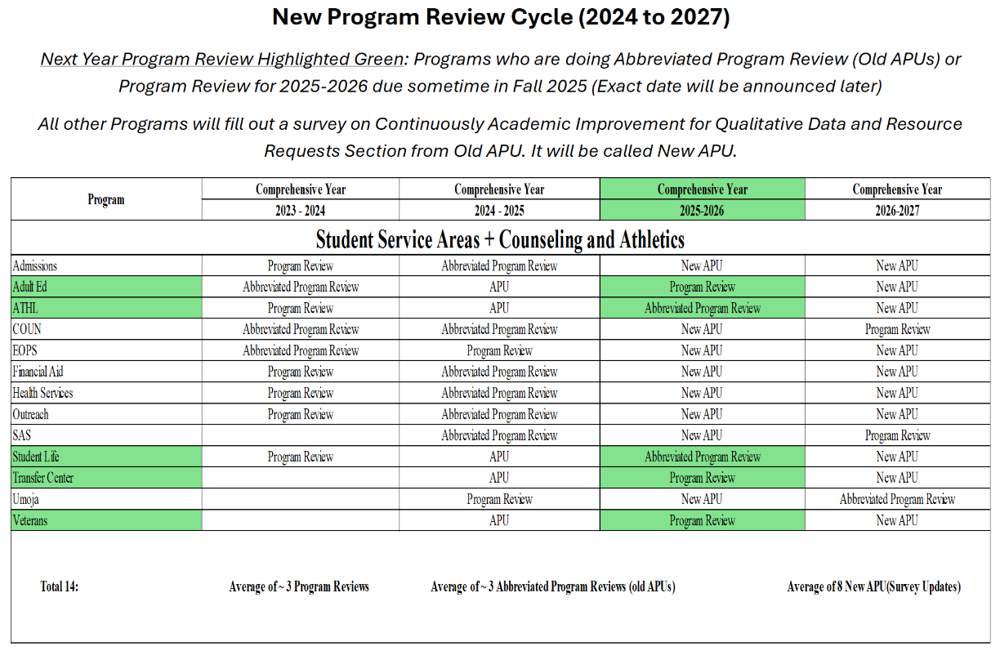 New Program Review Cycle (2024 to 2027)
Next Year Program Review Highlighted Green: Programs who are doing Abbreviated Program Review (Old APUs) or
Program Review for 2025-2026 due sometime in Fall 2025 (Exact date will be announced later)
All other Programs will fill out a survey on Continuously Academic Improvement for Qualitative Data and Resource
Requests Section from Old APU. It will be called New APU.
Program Comprehensive Year Comprehensive Year Comprehensive Year Comprehensive Year
2023 - 2024 2024 - 2025 2025-2026 2026-2027
Student Service Areas + Counseling and Athletics
Admissions Program Review Abbreviated Program Review New APU New APU
Adult Ed Abbreviated Program Review APU Program Review New APU
ATHL Program Review APU Abbreviated Program Review New APU
COUN Abbreviated Program Review Abbreviated Program Review New APU Program Review
EOPS Abbreviated Program Review Program Review New APU New APU
Financial Aid Program Review Abbreviated Program Review New APU New APU
Health Services Program Review Abbreviated Program Review New APU New APU
Outreach Program Review Abbreviated Program Review New APU New APU
SAS Abbreviated Program Review New APU Program Review
Student Life Program Review APU Abbreviated Program Review New APU
Transfer Center APU Program Review New APU
Umoja Program Review New APU Abbreviated Program Review
Veterans APU Program Review New APU
Total 14: Average of ~ 3 Program Reviews Average of ~ 3 Abbreviated Program Reviews (old APUs) Average of 8 New APU(Survey Updates)